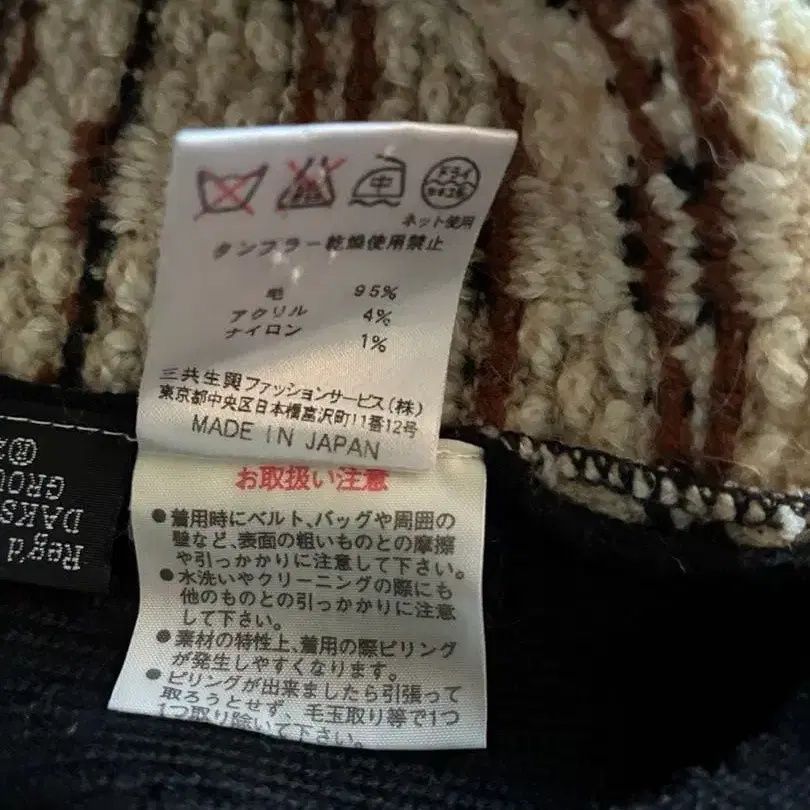 中
ドライ
セキユ系
ネット使用
タンブラー乾燥使用禁止
毛 95%
アクリル 4%
ナイロン 1%
三共生興ファッションサービス(株)
東京都中央区日本橋富沢町11番12号
MADE IN JAPAN
お取扱い注意
●着用時にベルト、バッグや周囲の
壁など、表面の粗いものとの摩擦
や引っかかりに注意して下さい。
●水洗いやクリーニングの際にも
他のものとの引っかかりに注意
して下さい。
●素材の特性上、着用の際ピリング
が発生しやすくなります。
●ピリングが出来ましたら引張って
取ろうとせず、毛玉取り等で1つ
1つ取り除いて下さい。
Reg'd
DAKS
GROU
®